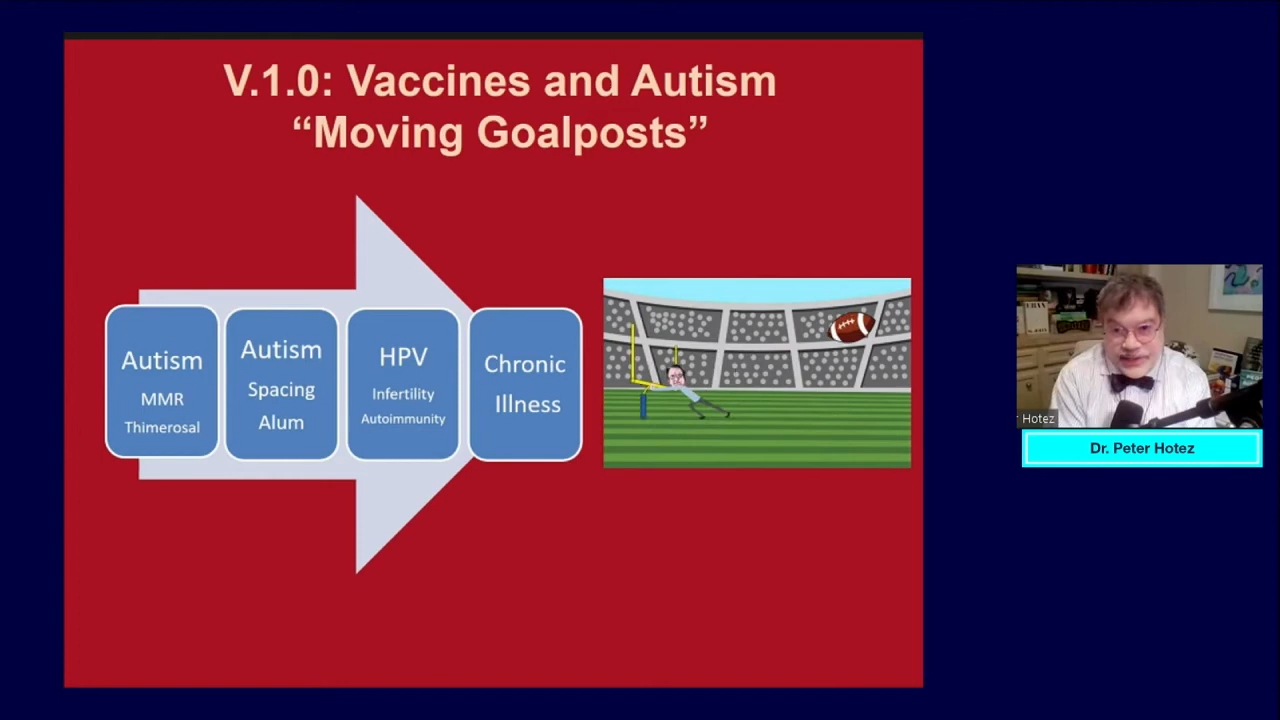 V.1.0: Vaccines and Autism
“Moving Goalposts”
Autism
MMR
Thimerosal
Autism
Spacing
Alum
HPV
Infertility
Autoimmunity
Chronic
Illness
Hotez
Dr. Peter Hotez